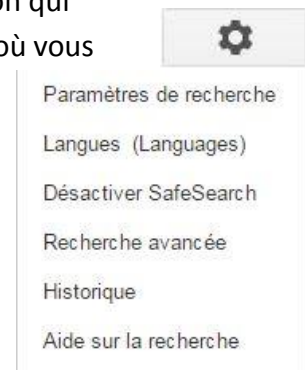 on qui
où vous
Paramètres de recherche
Langues (Languages)
Désactiver SafeSearch
Recherche avancée
Historique
Aide sur la recherche